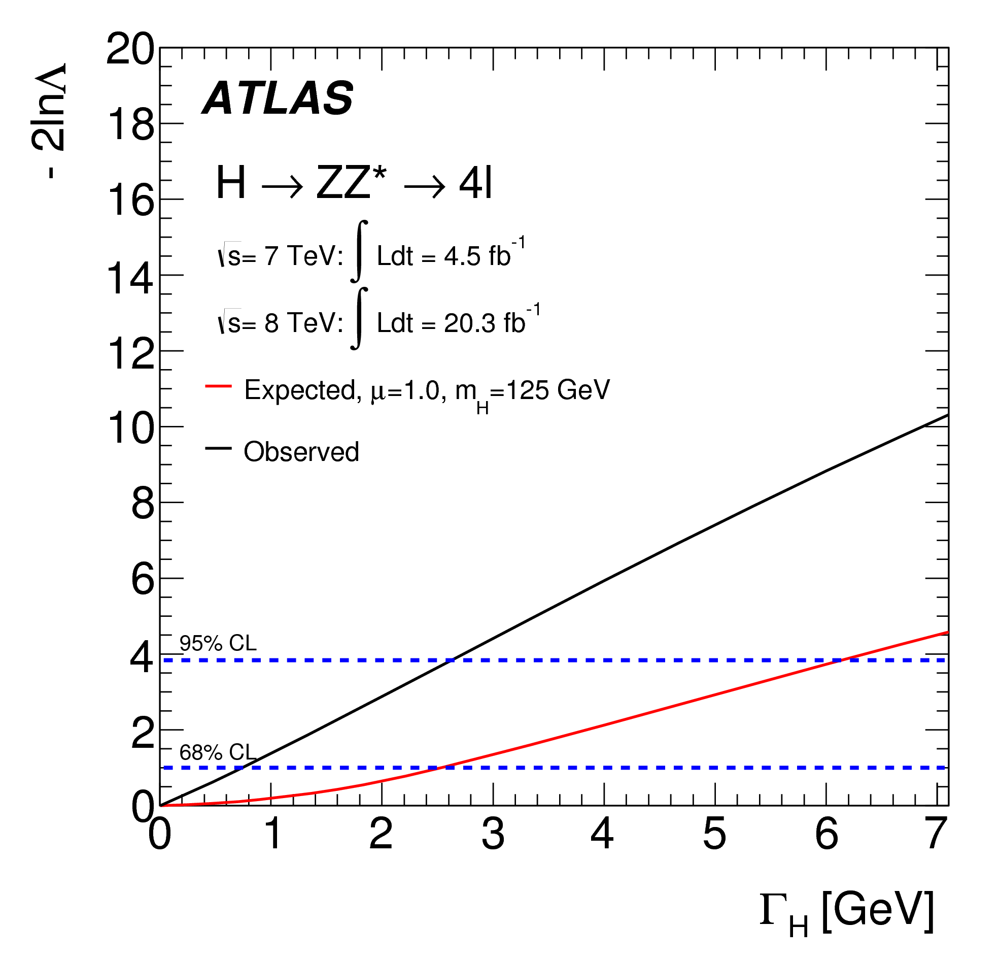 - 2lnΛ
20
18
16
14
12
10
8
6
4
2
0
ATLAS
H → ZZ* → 4l
√s= 7 TeV: ∫ Ldt = 4.5 fb⁻¹
√s= 8 TeV: ∫ Ldt = 20.3 fb⁻¹
Expected, μ=1.0, m_H=125 GeV
Observed
95% CL
68% CL
0 1 2 3 4 5 6 7
Γ_H [GeV]